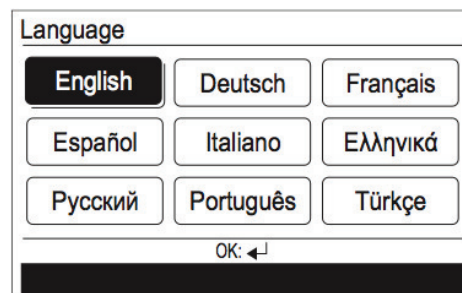 Language
English Deutsch Français
Español Italiano Ελληνικά
Русский Português Türkçe
OK: ↵